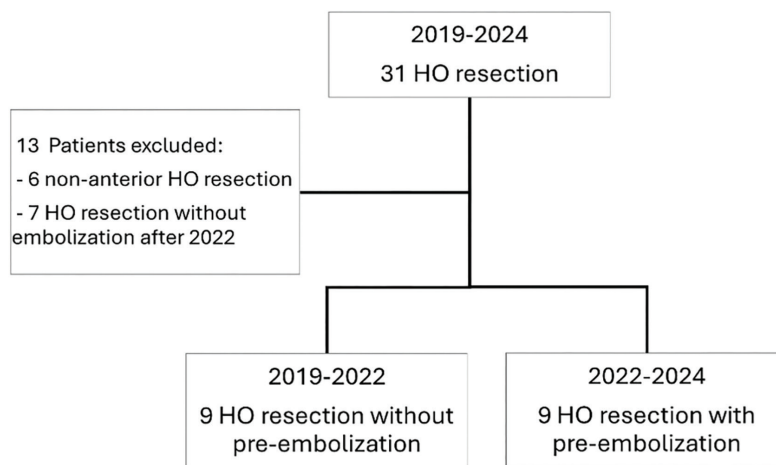 2019-2024
31 HO resection
13 Patients excluded:
- 6 non-anterior HO resection
- 7 HO resection without
embolization after 2022
2019-2022
9 HO resection without
pre-embolization
2022-2024
9 HO resection with
pre-embolization